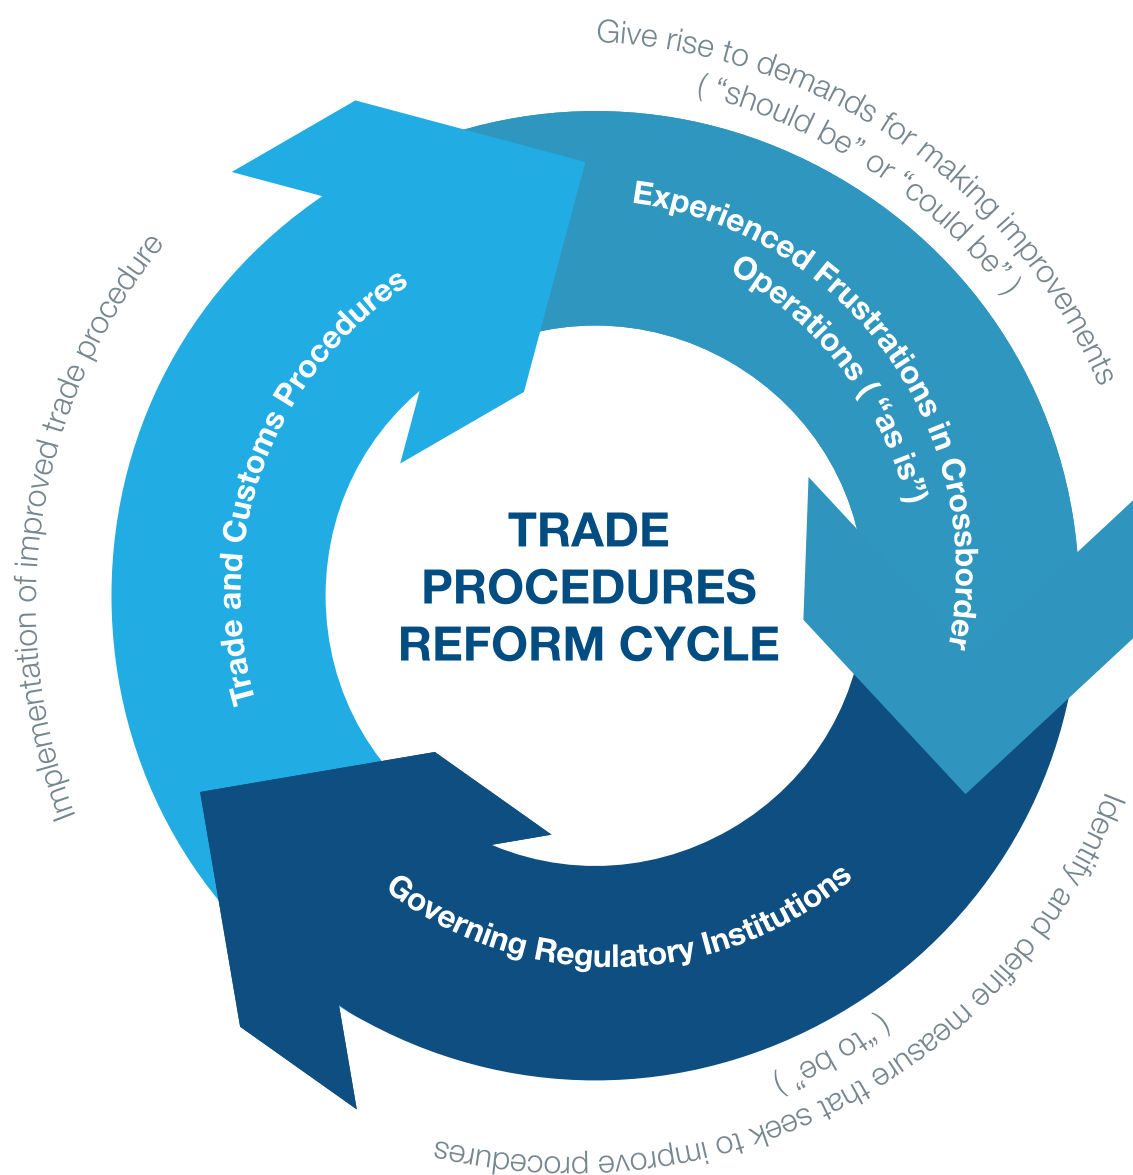 Give rise to demands for making improvements
( “should be” or “could be” )
Experienced Frustrations in Crossborder
Operations ( “as is”)
Trade and Customs Procedures
Implementation of improved trade procedure
TRADE
PROCEDURES
REFORM CYCLE
Governing Regulatory Institutions
Identify and define measure that seek to improve procedures
( “to be” )